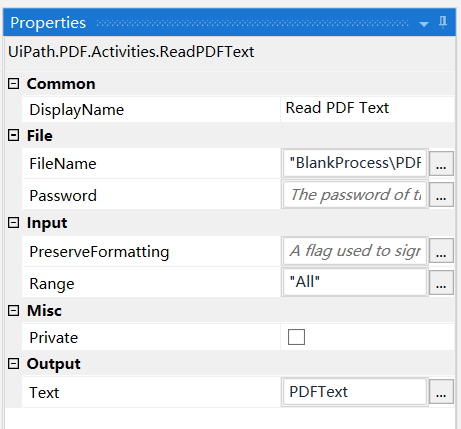 Properties
UiPath.PDF.Activities.ReadPDFText
Common
DisplayName Read PDF Text
File
FileName "BlankProcess\PDF ...
Password The password of ...
Input
PreserveFormatting A flag used to sign ...
Range "All" ...
Misc
Private
Output
Text PDFText ...